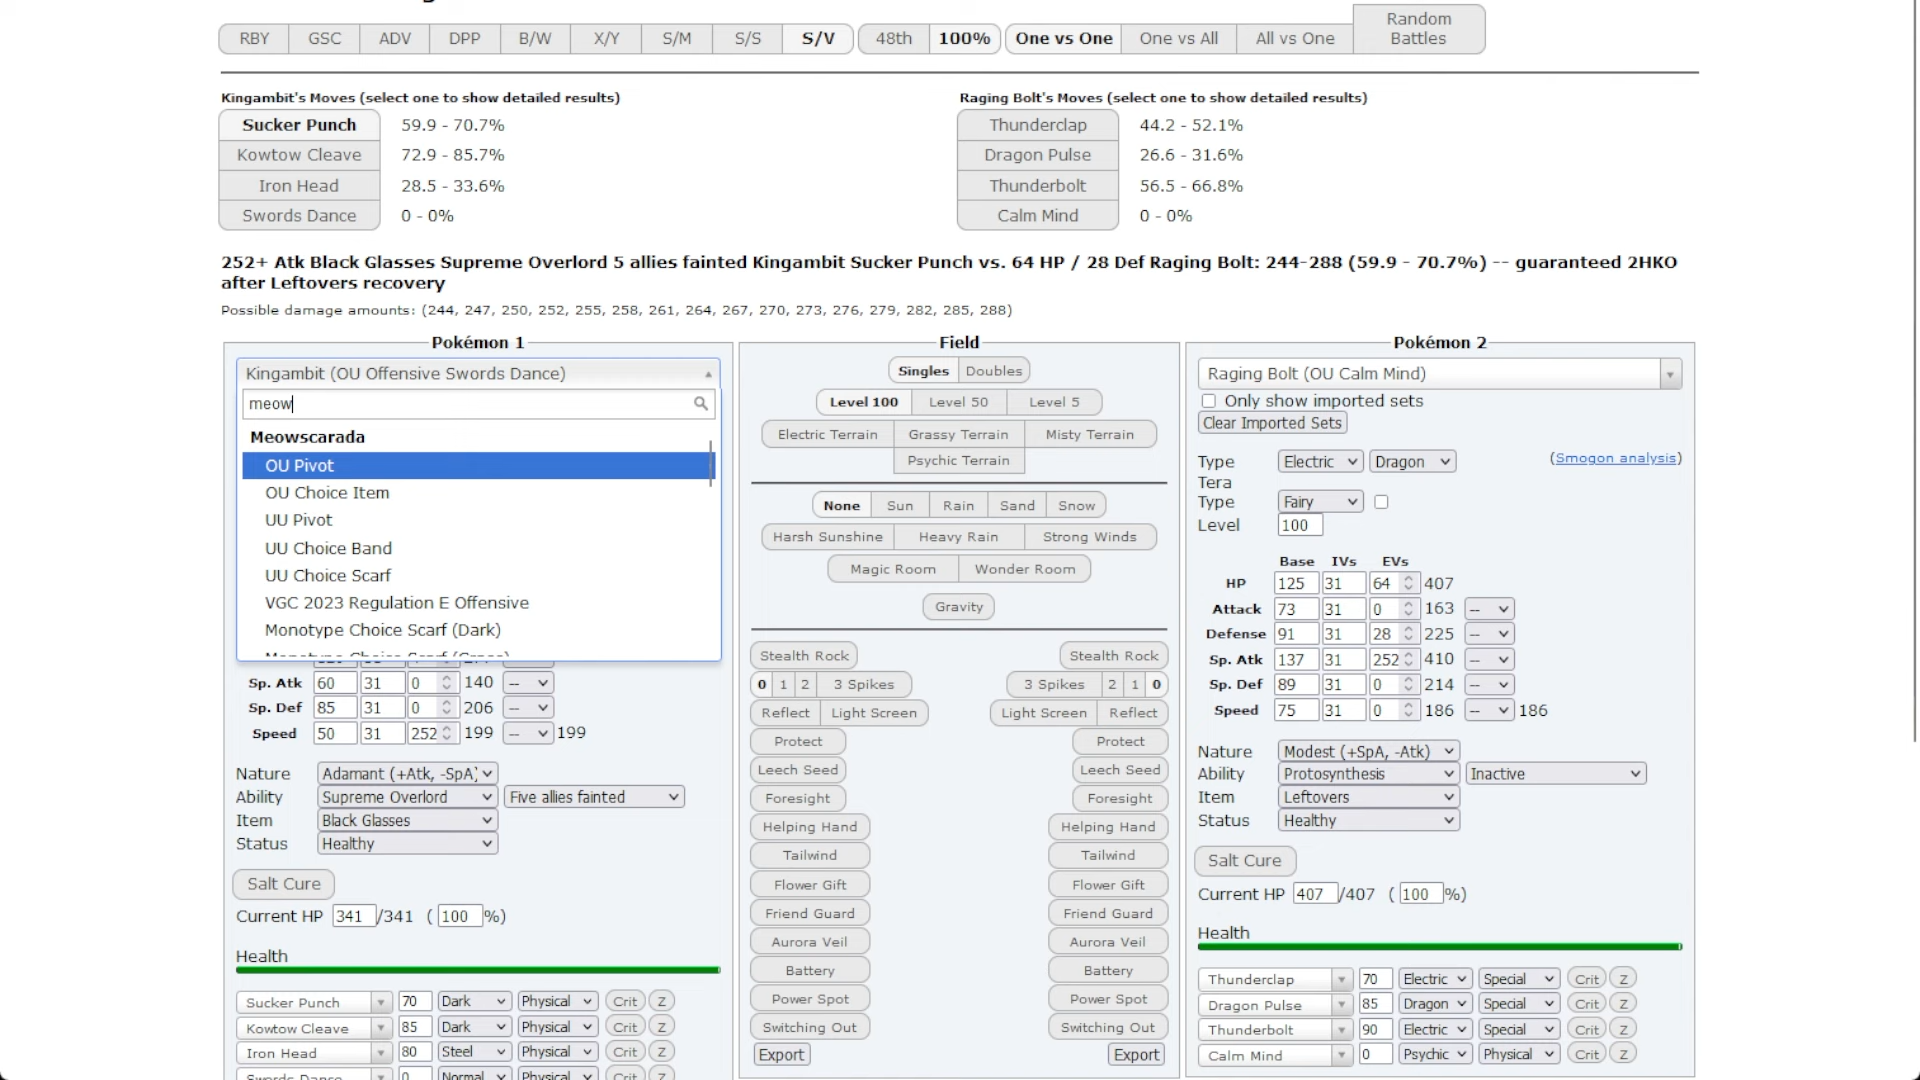 Random
RBY GSC ADV DPP B/W X/Y S/M S/S S/V 48th 100% One vs One One vs All All vs One Battles
Kingambit's Moves (select one to show detailed results) Raging Bolt's Moves (select one to show detailed results)
Sucker Punch 59.9 - 70.7% Thunderclap 44.2 - 52.1%
Kowtow Cleave 72.9 - 85.7% Dragon Pulse 26.6 - 31.6%
Iron Head 28.5 - 33.6% Thunderbolt 56.5 - 66.8%
Swords Dance 0 - 0% Calm Mind 0 - 0%
252+ Atk Black Glasses Supreme Overlord 5 allies fainted Kingambit Sucker Punch vs. 64 HP / 28 Def Raging Bolt: 244-288 (59.9 - 70.7%) -- guaranteed 2HKO
after Leftovers recovery
Possible damage amounts: (244, 247, 250, 252, 255, 258, 261, 264, 267, 270, 273, 276, 279, 282, 285, 288)
Pokémon 1
Kingambit (OU Offensive Swords Dance)
meow
Meowscarada
OU Pivot
OU Choice Item
UU Pivot
UU Choice Band
UU Choice Scarf
VGC 2023 Regulation E Offensive
Monotype Choice Scarf (Dark)
Monotype Choice Scarf (Grass)
Sp. Atk 60 31 0 140 --
Sp. Def 85 31 0 206 --
Speed 50 31 252 199 -- 199
Nature Adamant (+Atk, -SpA)
Ability Supreme Overlord Five allies fainted
Item Black Glasses
Status Healthy
Salt Cure
Current HP 341 /341 ( 100 %)
Health
Sucker Punch 70 Dark Physical Crit Z
Kowtow Cleave 85 Dark Physical Crit Z
Iron Head 80 Steel Physical Crit Z
Swords Dance 0 Normal Physical Crit Z
Field
Singles Doubles
Level 100 Level 50 Level 5
Electric Terrain Grassy Terrain Misty Terrain
Psychic Terrain
None Sun Rain Sand Snow
Harsh Sunshine Heavy Rain Strong Winds
Magic Room Wonder Room
Gravity
Stealth Rock Stealth Rock
0 1 2 3 Spikes 3 Spikes 2 1 0
Reflect Light Screen Light Screen Reflect
Protect Protect
Leech Seed Leech Seed
Foresight Foresight
Helping Hand Helping Hand
Tailwind Tailwind
Flower Gift Flower Gift
Friend Guard Friend Guard
Aurora Veil Aurora Veil
Battery Battery
Power Spot Power Spot
Switching Out Switching Out
Export Export
Pokémon 2
Raging Bolt (OU Calm Mind)
Only show imported sets
Clear Imported Sets
Type Electric Dragon (Smogon analysis)
Tera
Type Fairy
Level 100
Base IVs EVs
HP 125 31 64 407
Attack 73 31 0 163 --
Defense 91 31 28 225 --
Sp. Atk 137 31 252 410 --
Sp. Def 89 31 0 214 --
Speed 75 31 0 186 -- 186
Nature Modest (+SpA, -Atk)
Ability Protosynthesis Inactive
Item Leftovers
Status Healthy
Salt Cure
Current HP 407 /407 ( 100 %)
Health
Thunderclap 70 Electric Special Crit Z
Dragon Pulse 85 Dragon Special Crit Z
Thunderbolt 90 Electric Special Crit Z
Calm Mind 0 Psychic Physical Crit Z